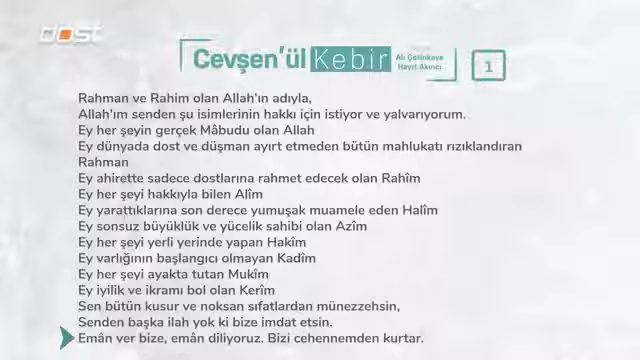 dost
Cevşen'ül Kebir
Ali Çetinkaya
Hayri Akıncı
1
Rahman ve Rahim olan Allah'ın adıyla,
Allah'ım senden şu isimlerinin hakkı için istiyor ve yalvarıyorum.
Ey her şeyin gerçek Mâbudu olan Allah
Ey dünyada dost ve düşman ayırt etmeden bütün mahlukatı rızıklandıran
Rahman
Ey ahirette sadece dostlarına rahmet edecek olan Rahîm
Ey her şeyi hakkıyla bilen Alîm
Ey yarattıklarına son derece yumuşak muamele eden Halîm
Ey sonsuz büyüklük ve yücelik sahibi olan Azîm
Ey her şeyi yerli yerinde yapan Hakîm
Ey varlığının başlangıcı olmayan Kadîm
Ey her şeyi ayakta tutan Mukîm
Ey iyilik ve ikramı bol olan Kerîm
Sen bütün kusur ve noksan sıfatlardan münezzehsin,
Senden başka ilah yok ki bize imdat etsin.
Emân ver bize, emân diliyoruz. Bizi cehennemden kurtar.